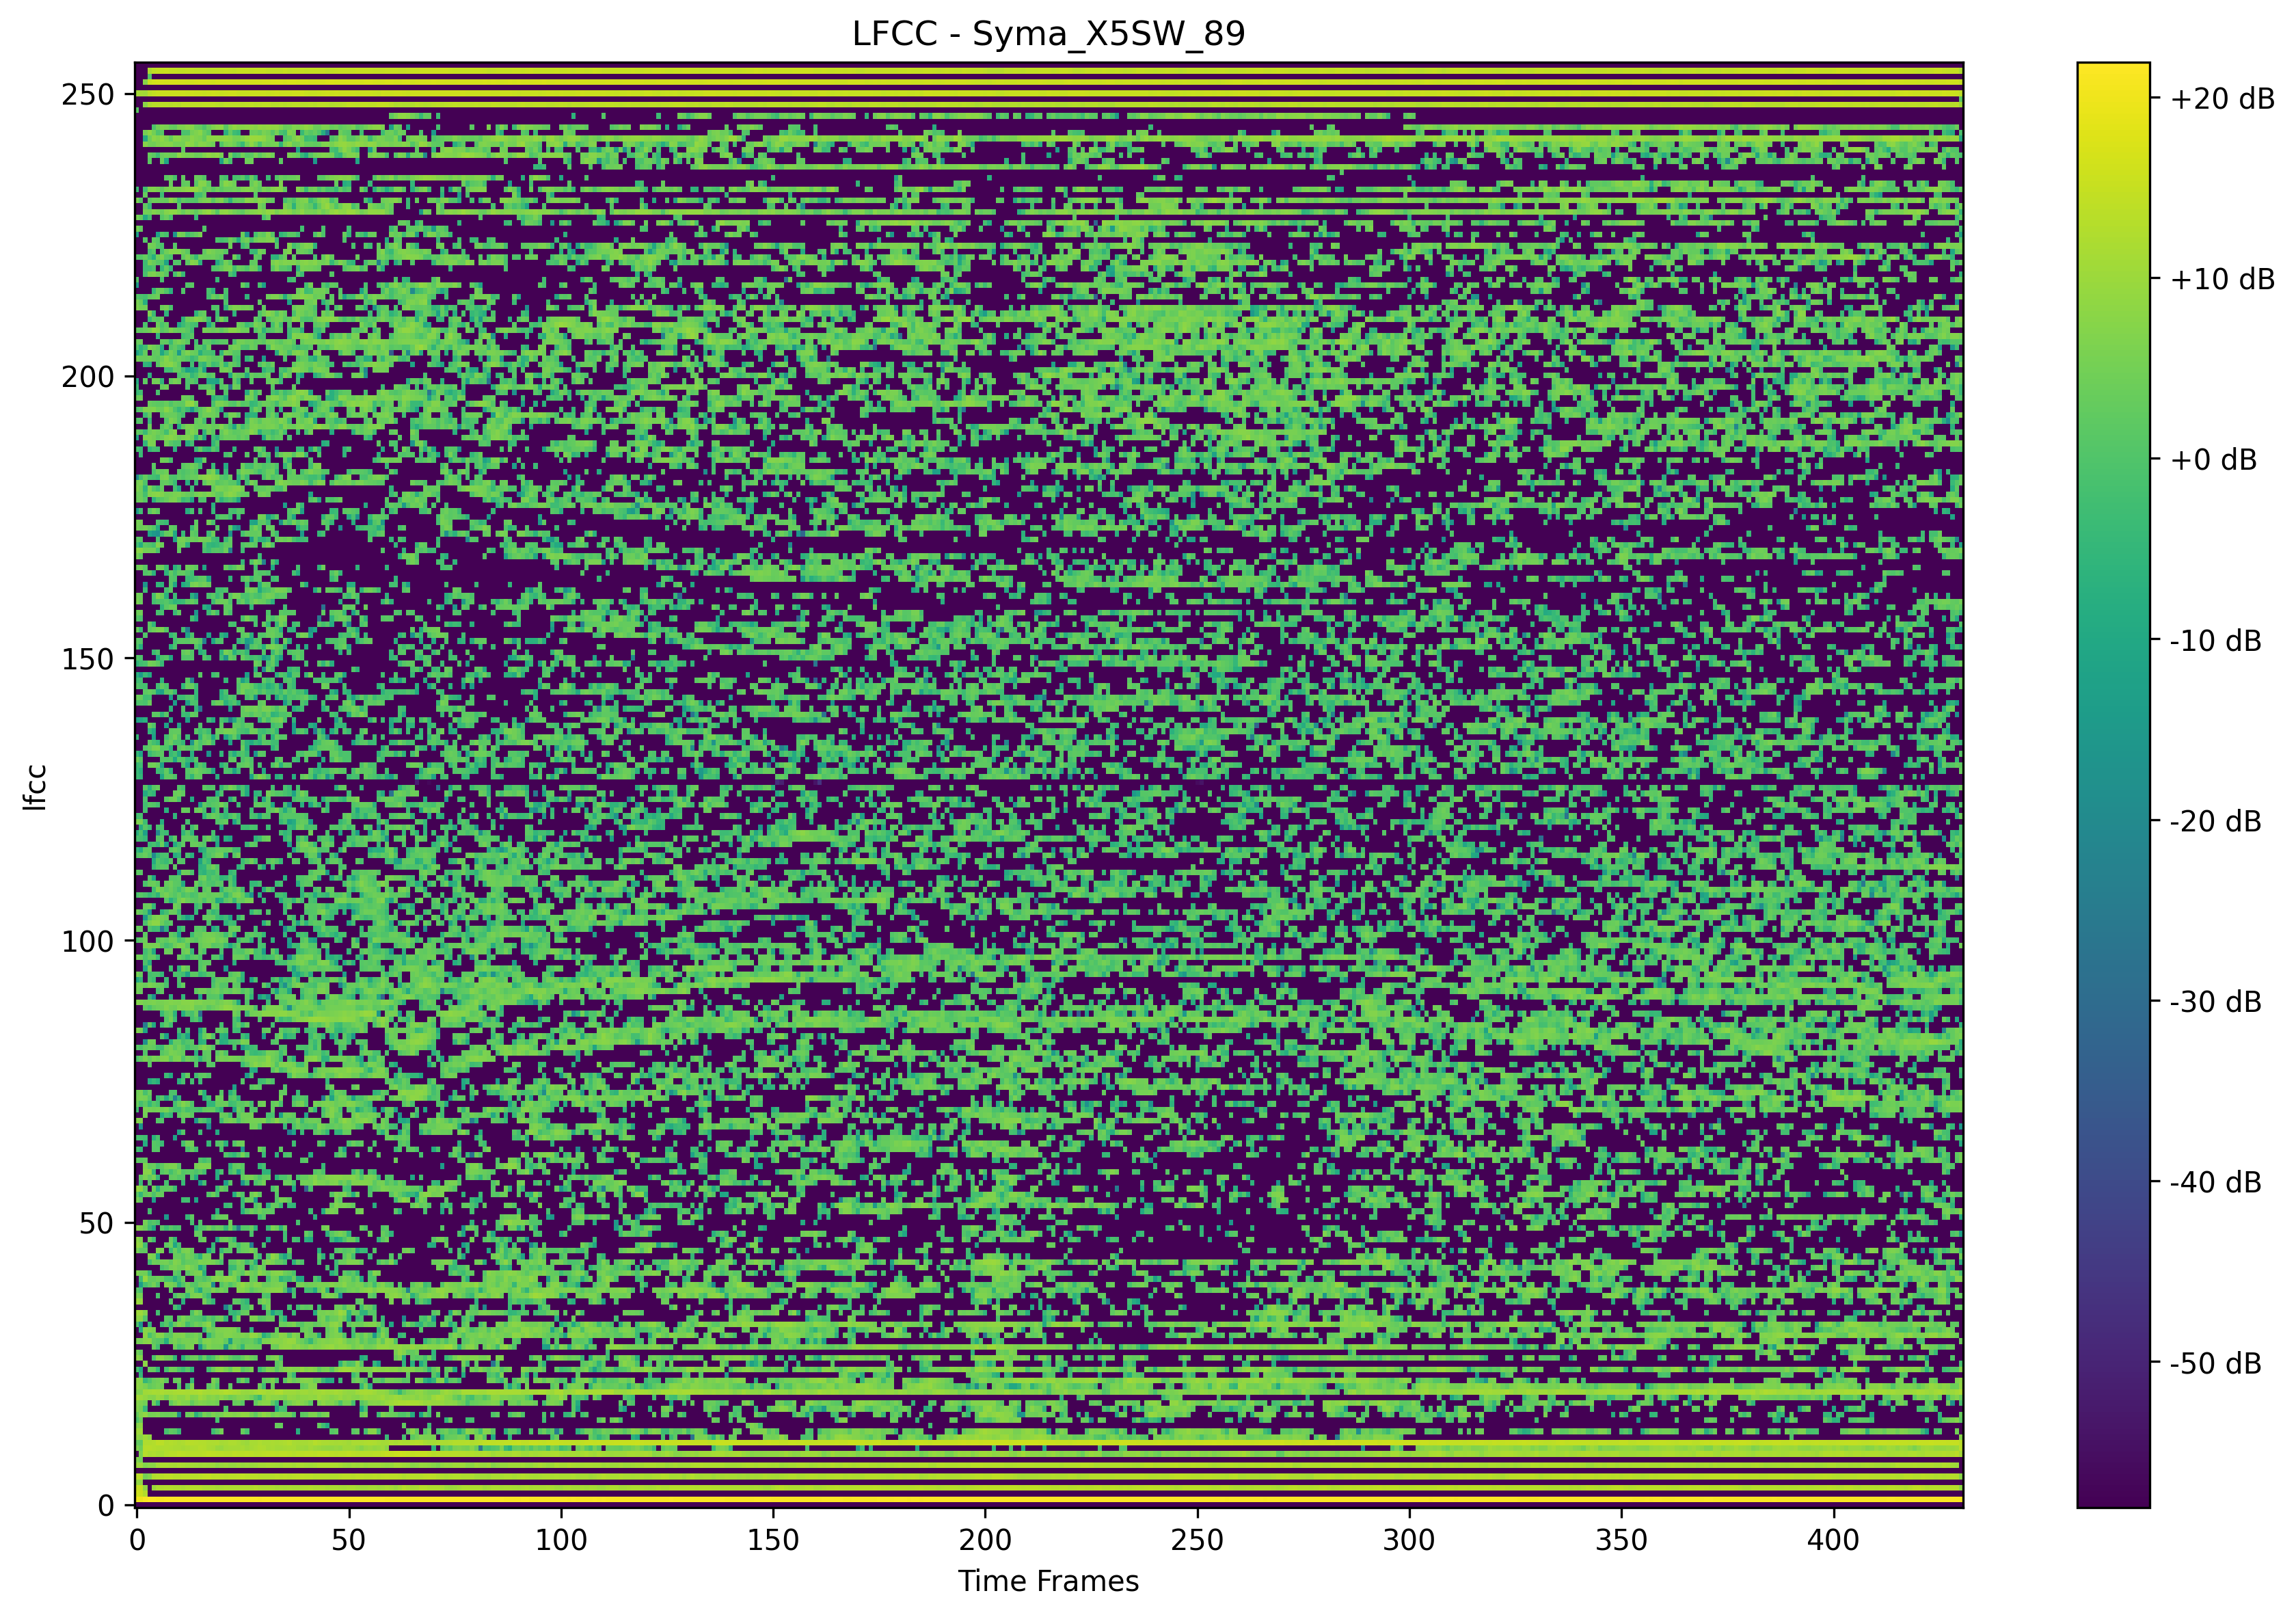 LFCC - Syma_X5SW_89
lfcc
250
200
150
100
50
0
0 50 100 150 200 250 300 350 400
Time Frames
+20 dB
+10 dB
+0 dB
-10 dB
-20 dB
-30 dB
-40 dB
-50 dB